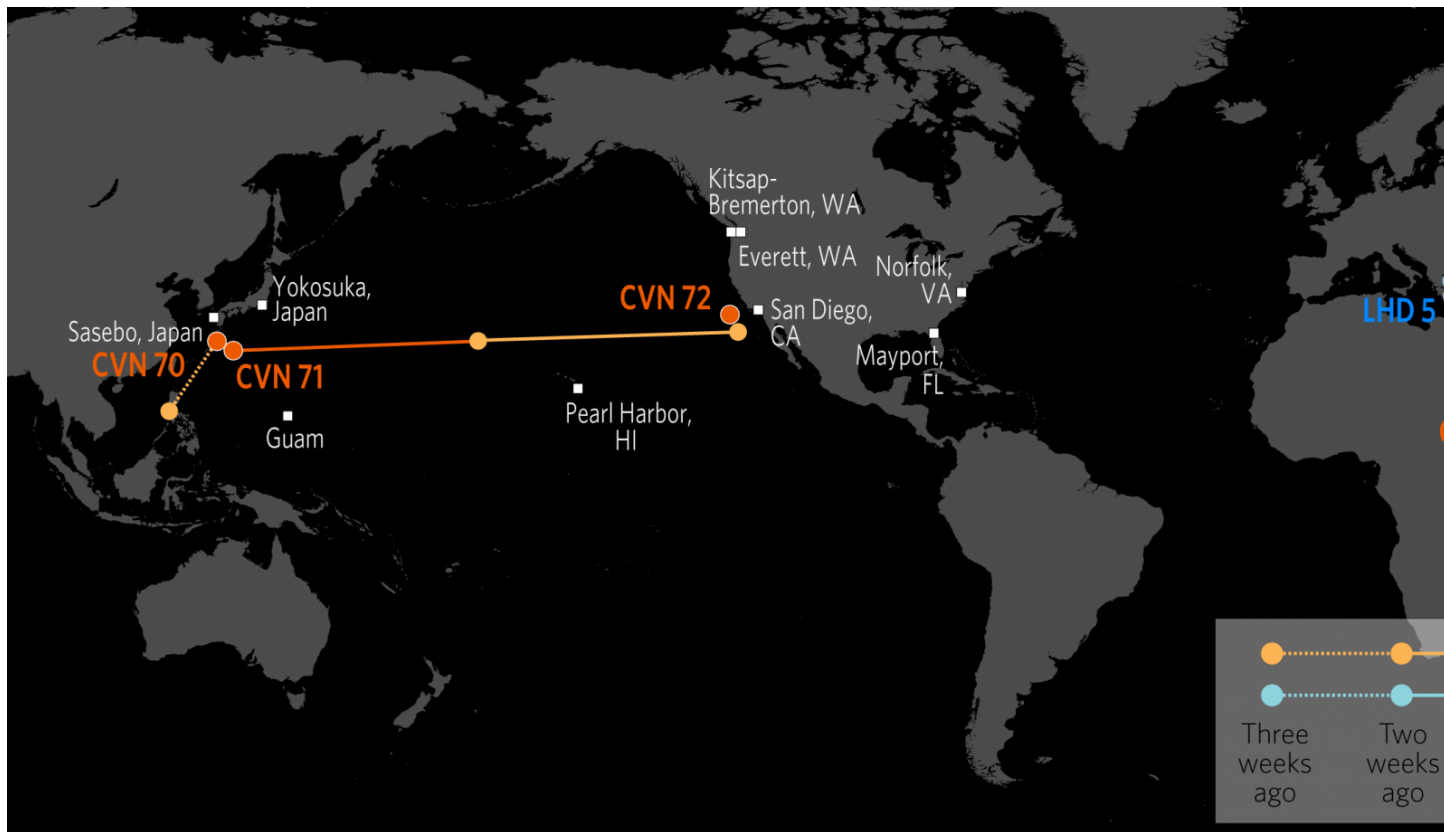 Kitsap-
Bremerton, WA
Everett, WA
Norfolk,
VA
Yokosuka,
Japan
CVN 72
San Diego,
CA
LHD 5
Sasebo, Japan
CVN 70
CVN 71
Mayport,
FL
Guam
Pearl Harbor,
HI
Three
weeks
ago
Two
weeks
ago